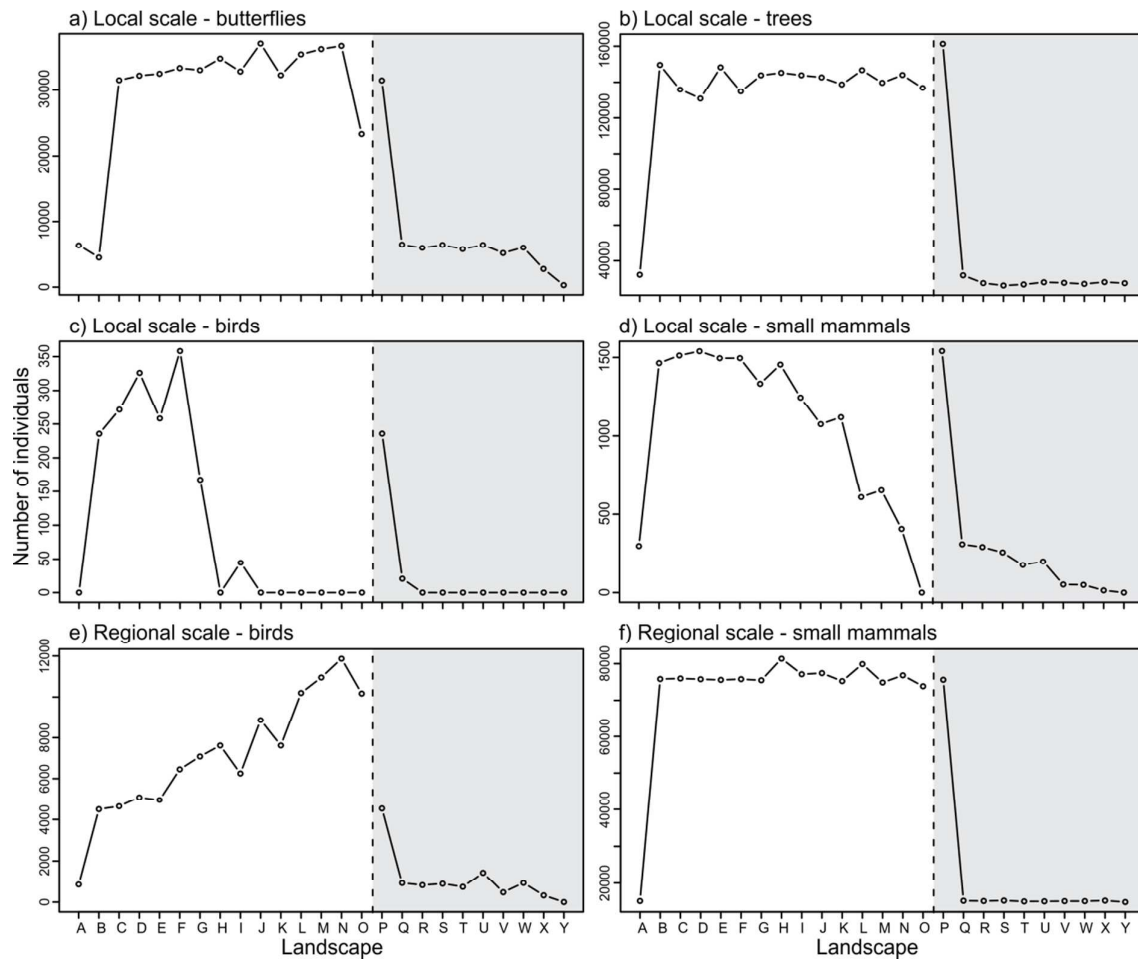 a) Local scale - butterflies
0 10000 20000 30000
b) Local scale - trees
40000 80000 120000 160000
c) Local scale - birds
0 50 100 150 200 250 300 350
d) Local scale - small mammals
0 500 1000 1500
Number of individuals
e) Regional scale - birds
0 2000 4000 6000 8000 10000 12000
f) Regional scale - small mammals
20000 40000 60000 80000
A B C D E F G H I J K L M N O P Q R S T U V W X Y
A B C D E F G H I J K L M N O P Q R S T U V W X Y
Landscape
Landscape